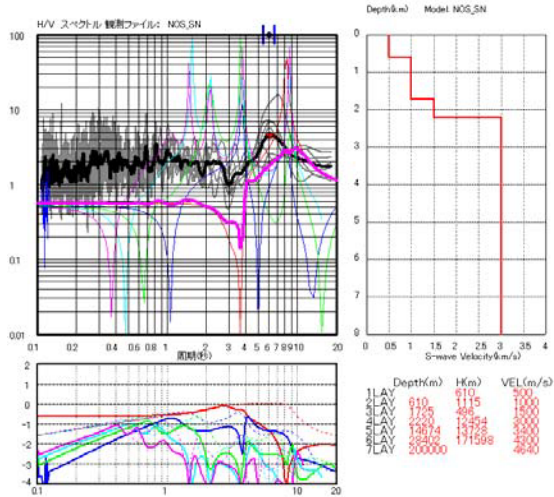 H/V スペクトル 観測ファイル: NOS_SN
Depth(km) Model: NOS_SN
100
10
1
0.1
0.01
0.1 0.2 0.4 0.6 0.8 1 2 3 4 5 6 7 8 9 10 20
周期(秒)
0
1
2
3
4
5
6
7
8
0 0.5 1 1.5 2 2.5 3 3.5 4
S-wave Velocity(km/s)
2
1
0
-1
-2
-3
-4
0.1 1 10 20
Depth(m) H(m) VEL(m/s)
1LAY 610 500
2LAY 610 1115 1000
3LAY 1725 496 1500
4LAY 12454
5LAY 14674
6LAY 28402 171598
7LAY 200000 4640